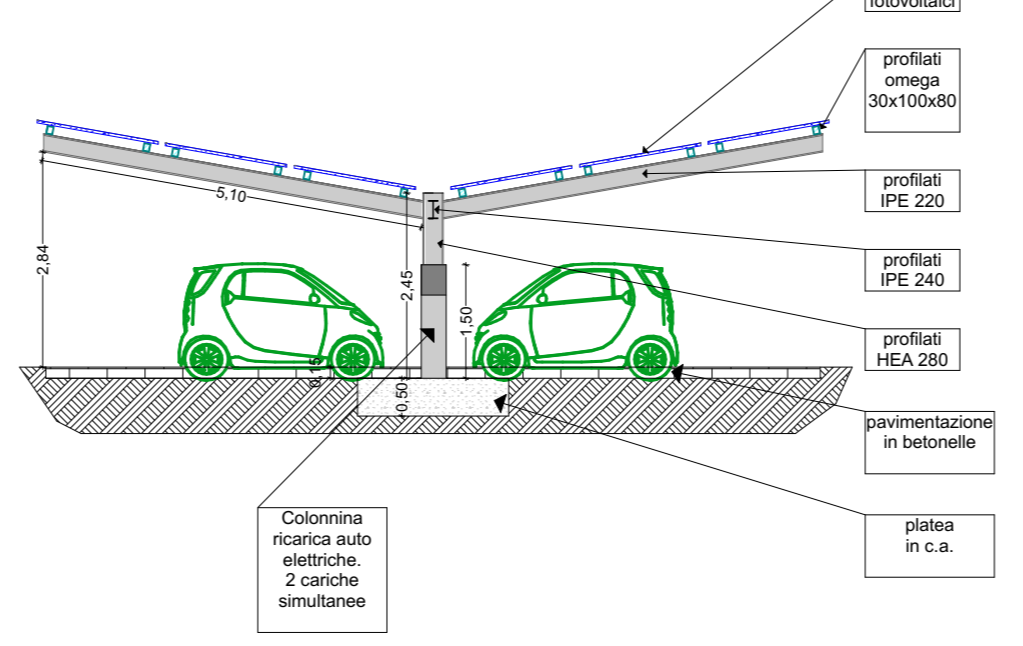 fotovoltaici
profilati
omega
30x100x80
profilati
IPE 220
profilati
IPE 240
profilati
HEA 280
pavimentazione
in betonelle
platea
in c.a.
5,10
2,84
2,45
1,50
0,15
0,50
Colonnina
ricarica auto
elettriche.
2 cariche
simultanee